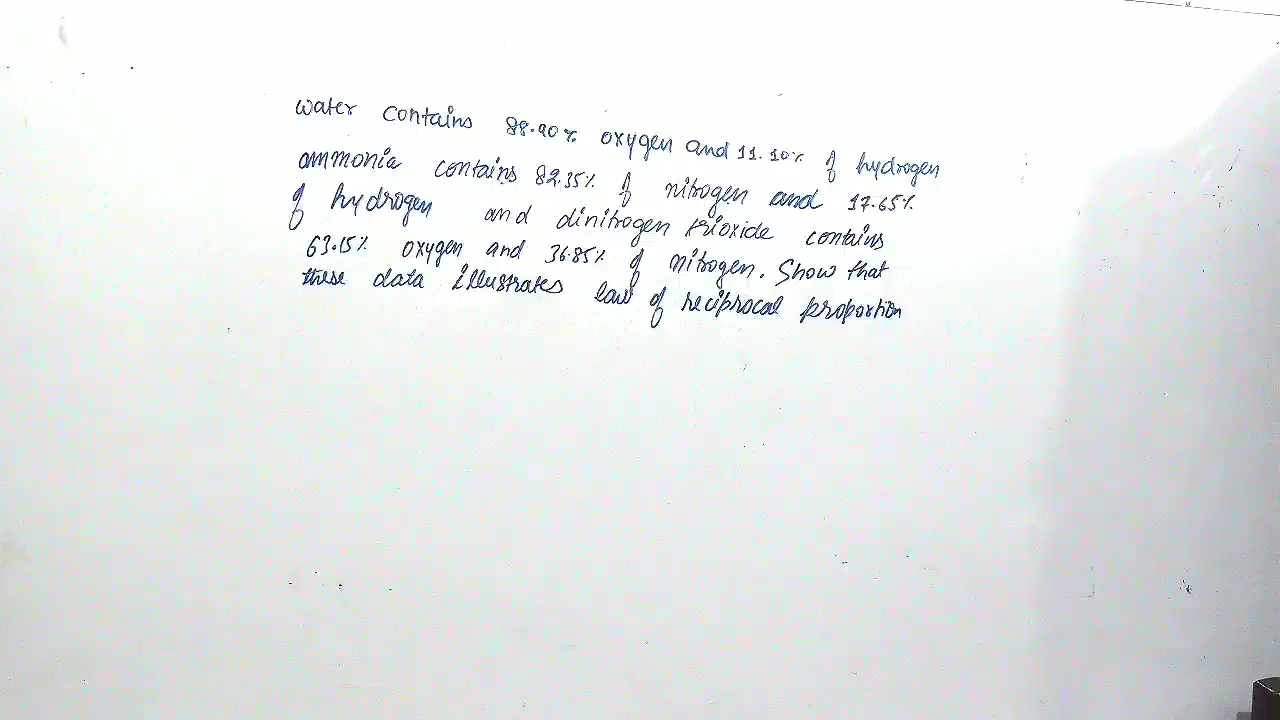 water contains 88.90% oxygen and 11.10% of hydrogen
ammonia contains 82.35% of nitrogen and 17.65%
of hydrogen and dinitrogen trioxide contains
63.15% oxygen and 36.85% of nitrogen. Show that
these data illustrates law of reciprocal proportion